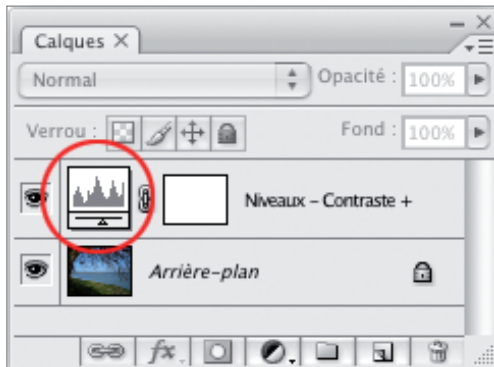 Calques ×
Normal Opacité : 100%
Verrou : Fond : 100%
Niveaux – Contraste +
Arrière-plan
fx.